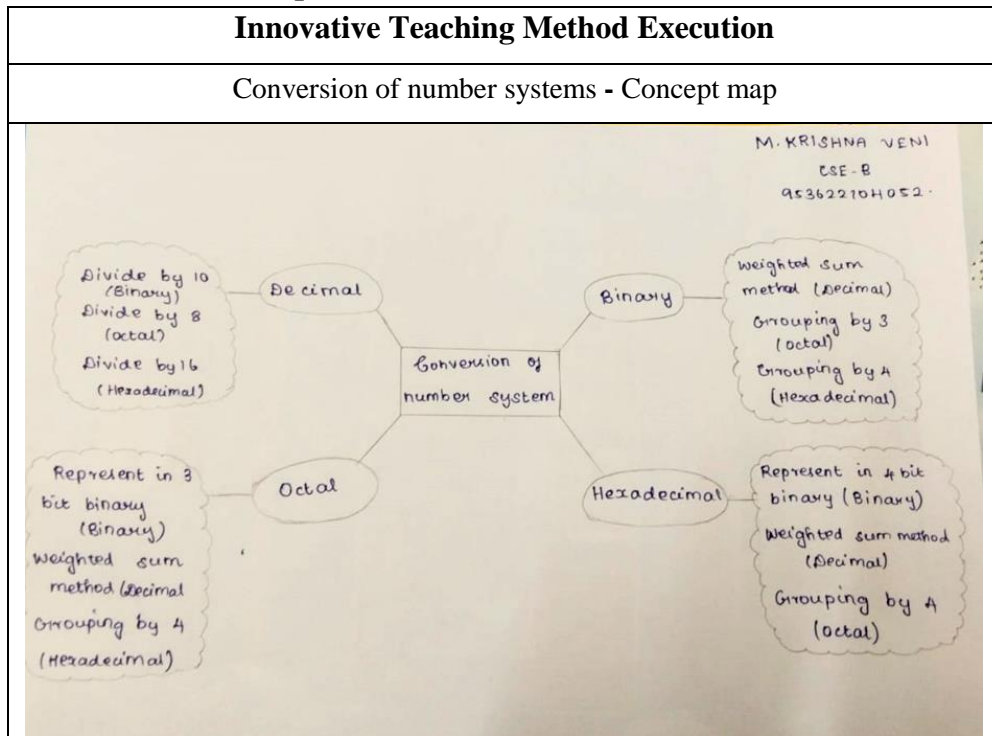 Innovative Teaching Method Execution
Conversion of number systems - Concept map
M. KRISHNA VENI
CSE-B
953622104052.
Divide by 10
(Binary)
Divide by 8
(octal)
Divide by 16
(Hexadecimal)
Decimal
Binary
Weighted sum
method (Decimal)
Grouping by 3
(octal)
Grouping by 4
(Hexadecimal)
Conversion of
number system
Represent in 3
bit binary
(Binary)
Weighted sum
method (Decimal
Grouping by 4
(Hexadecimal)
Octal
Hexadecimal
Represent in 4 bit
binary (Binary)
Weighted sum method
(Decimal)
Grouping by 4
(octal)